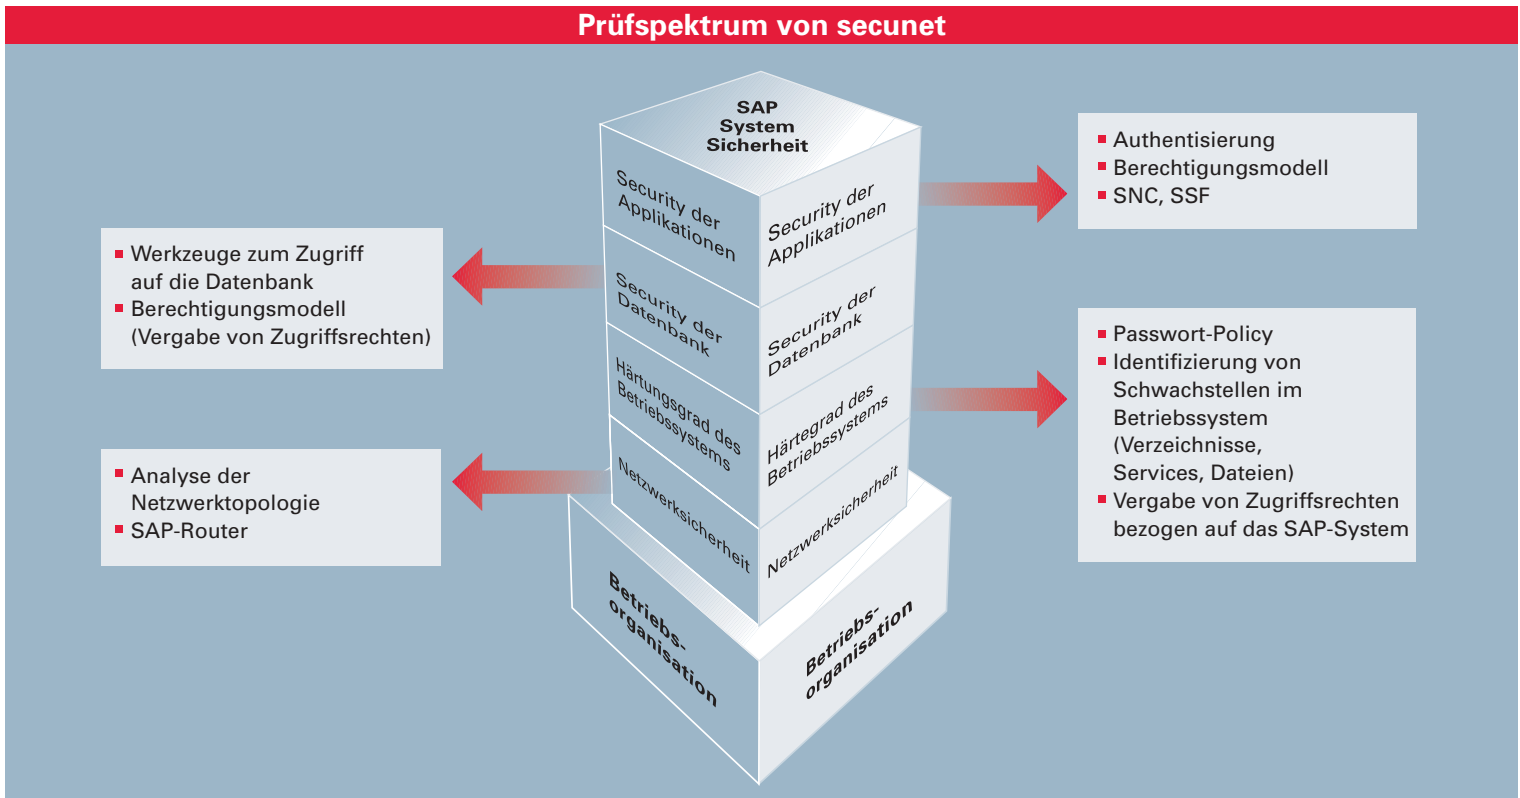 Prüfspektrum von secunet
SAP
System
Sicherheit
Security der
Applikationen
Security der
Datenbank
Härtungsgrad des
Betriebssystems
Netzwerksicherheit
Betriebs-
organisation
Security der
Applikationen
Security der
Datenbank
Härtegrad des
Betriebssystems
Netzwerksicherheit
Betriebs-
organisation
Werkzeuge zum Zugriff
auf die Datenbank
Berechtigungsmodell
(Vergabe von Zugriffsrechten)
Analyse der
Netzwerktopologie
SAP-Router
Authentisierung
Berechtigungsmodell
SNC, SSF
Passwort-Policy
Identifizierung von
Schwachstellen im
Betriebssystem
(Verzeichnisse,
Services, Dateien)
Vergabe von Zugriffsrechten
bezogen auf das SAP-System